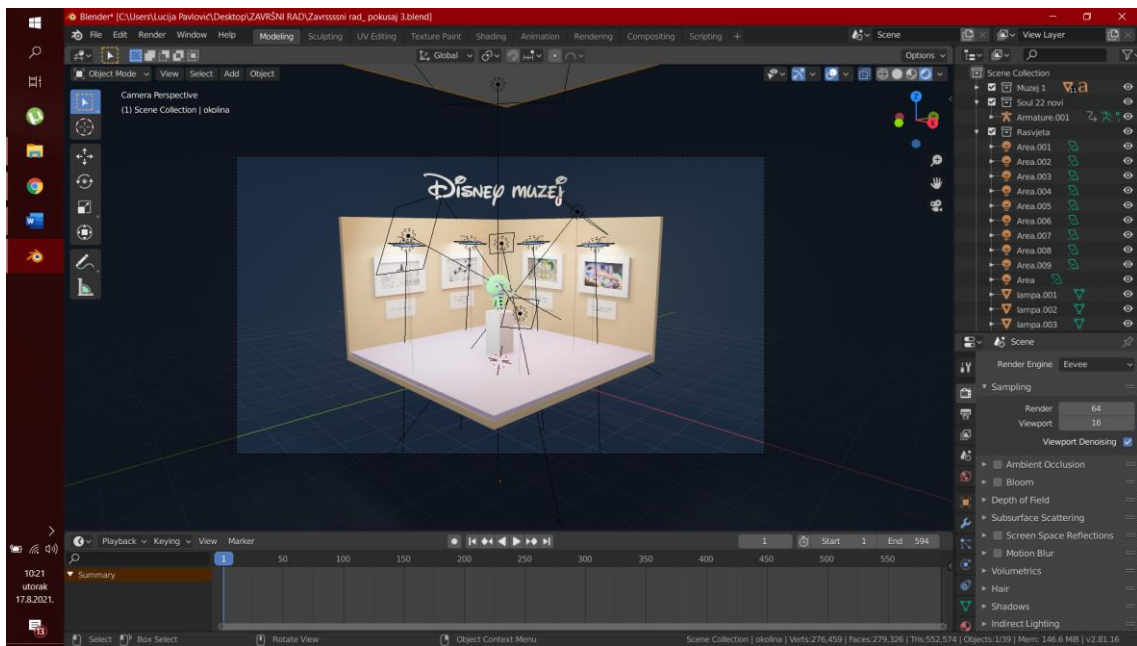 Blender* [C:\Users\Lucija Pavlović\Desktop\ZAVRŠNI RAD\Zavrssssni rad_ pokusaj 3.blend]
File Edit Render Window Help Modeling Sculpting UV Editing Texture Paint Shading Animation Rendering Compositing Scripting + Scene View Layer
Global Options
Object Mode View Select Add Object
Camera Perspective
(1) Scene Collection | okolina
Disney muzej
Scene Collection
Muzej 1
Soul 22 novi
Armature.001
Rasvjeta
Area.001
Area.002
Area.003
Area.004
Area.005
Area.006
Area.007
Area.008
Area.009
Area
lampa.001
lampa.002
lampa.003
Scene
Render Engine Eevee
Sampling
Render 64
Viewport 16
Viewport Denoising
Ambient Occlusion
Bloom
Depth of Field
Subsurface Scattering
Screen Space Reflections
Motion Blur
Volumetrics
Hair
Shadows
Indirect Lighting
Playback Keying View Marker 1 Start 1 End 594
1 50 100 150 200 250 300 350 400 450 500 550
Summary
10:21
utorak
17.8.2021.
13
Select Box Select Rotate View Object Context Menu Scene Collection | okolina | Verts:276,459 | Faces:279,326 | Tris:552,574 | Objects:1/39 | Mem: 146.6 MiB | v2.81.16